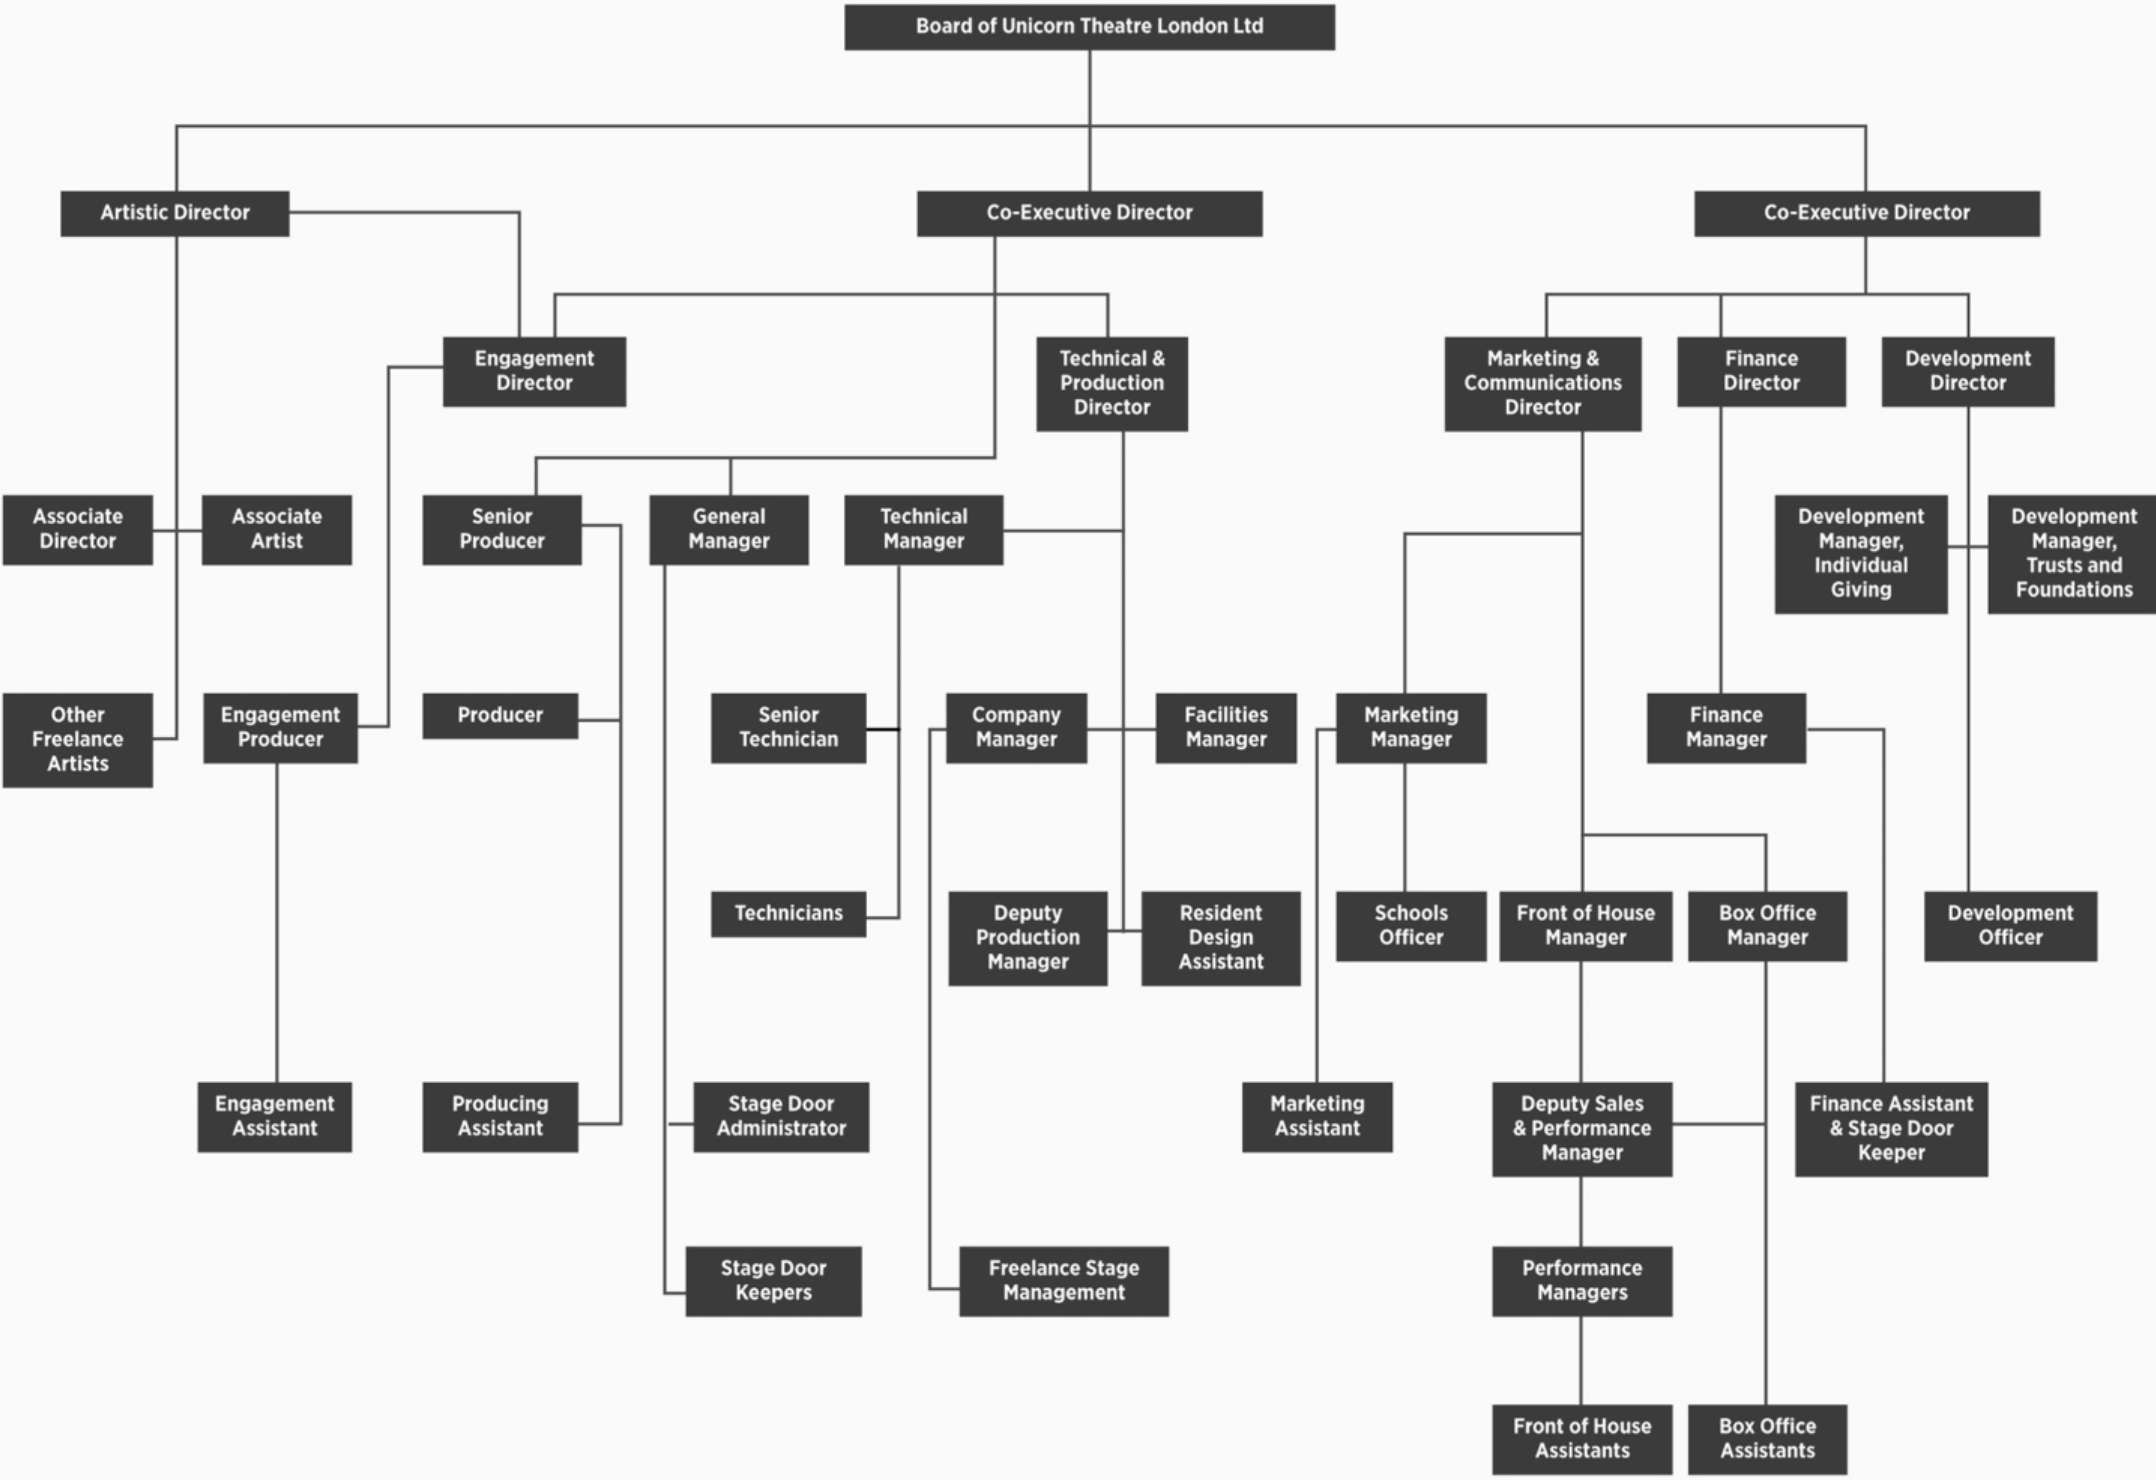 Board of Unicorn Theatre London Ltd
Artistic Director
Co-Executive Director
Co-Executive Director
Engagement
Director
Technical &
Production
Director
Marketing &
Communications
Director
Finance
Director
Development
Director
Associate
Director
Associate
Artist
Senior
Producer
General
Manager
Technical
Manager
Development
Manager,
Individual
Giving
Development
Manager,
Trusts and
Foundations
Other
Freelance
Artists
Engagement
Producer
Producer
Senior
Technician
Company
Manager
Facilities
Manager
Marketing
Manager
Finance
Manager
Technicians
Deputy
Production
Manager
Resident
Design
Assistant
Schools
Officer
Front of House
Manager
Box Office
Manager
Development
Officer
Engagement
Assistant
Producing
Assistant
Stage Door
Administrator
Marketing
Assistant
Deputy Sales
& Performance
Manager
Finance Assistant
& Stage Door
Keeper
Stage Door
Keepers
Freelance Stage
Management
Performance
Managers
Front of House
Assistants
Box Office
Assistants